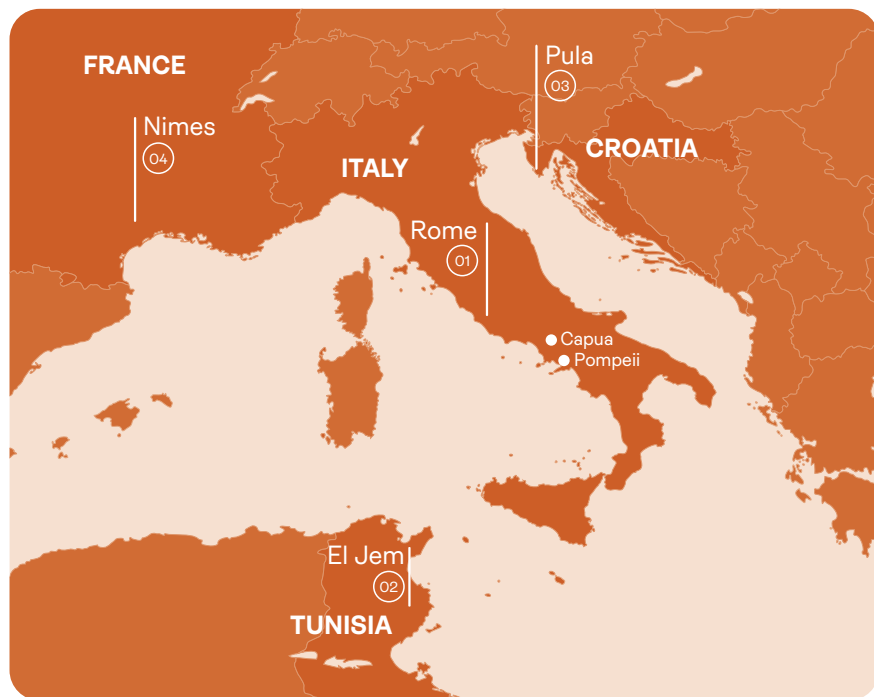 FRANCE
Nimes
04
ITALY
Pula
03
CROATIA
Rome
01
Capua
Pompeii
El Jem
02
TUNISIA